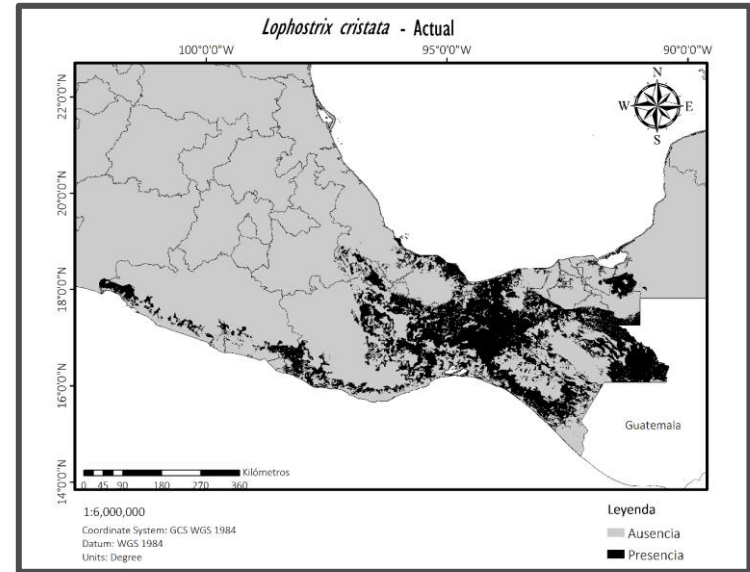 Lophostrix cristata - Actual
100°0'0"W 95°0'0"W 90°0'0"W
22°0'0"N
20°0'0"N
18°0'0"N
16°0'0"N
14°0'0"N
N
W E
S
Guatemala
Kilómetros
0 45 90 180 270 360
1:6,000,000
Coordinate System: GCS WGS 1984
Datum: WGS 1984
Units: Degree
Leyenda
Ausencia
Presencia